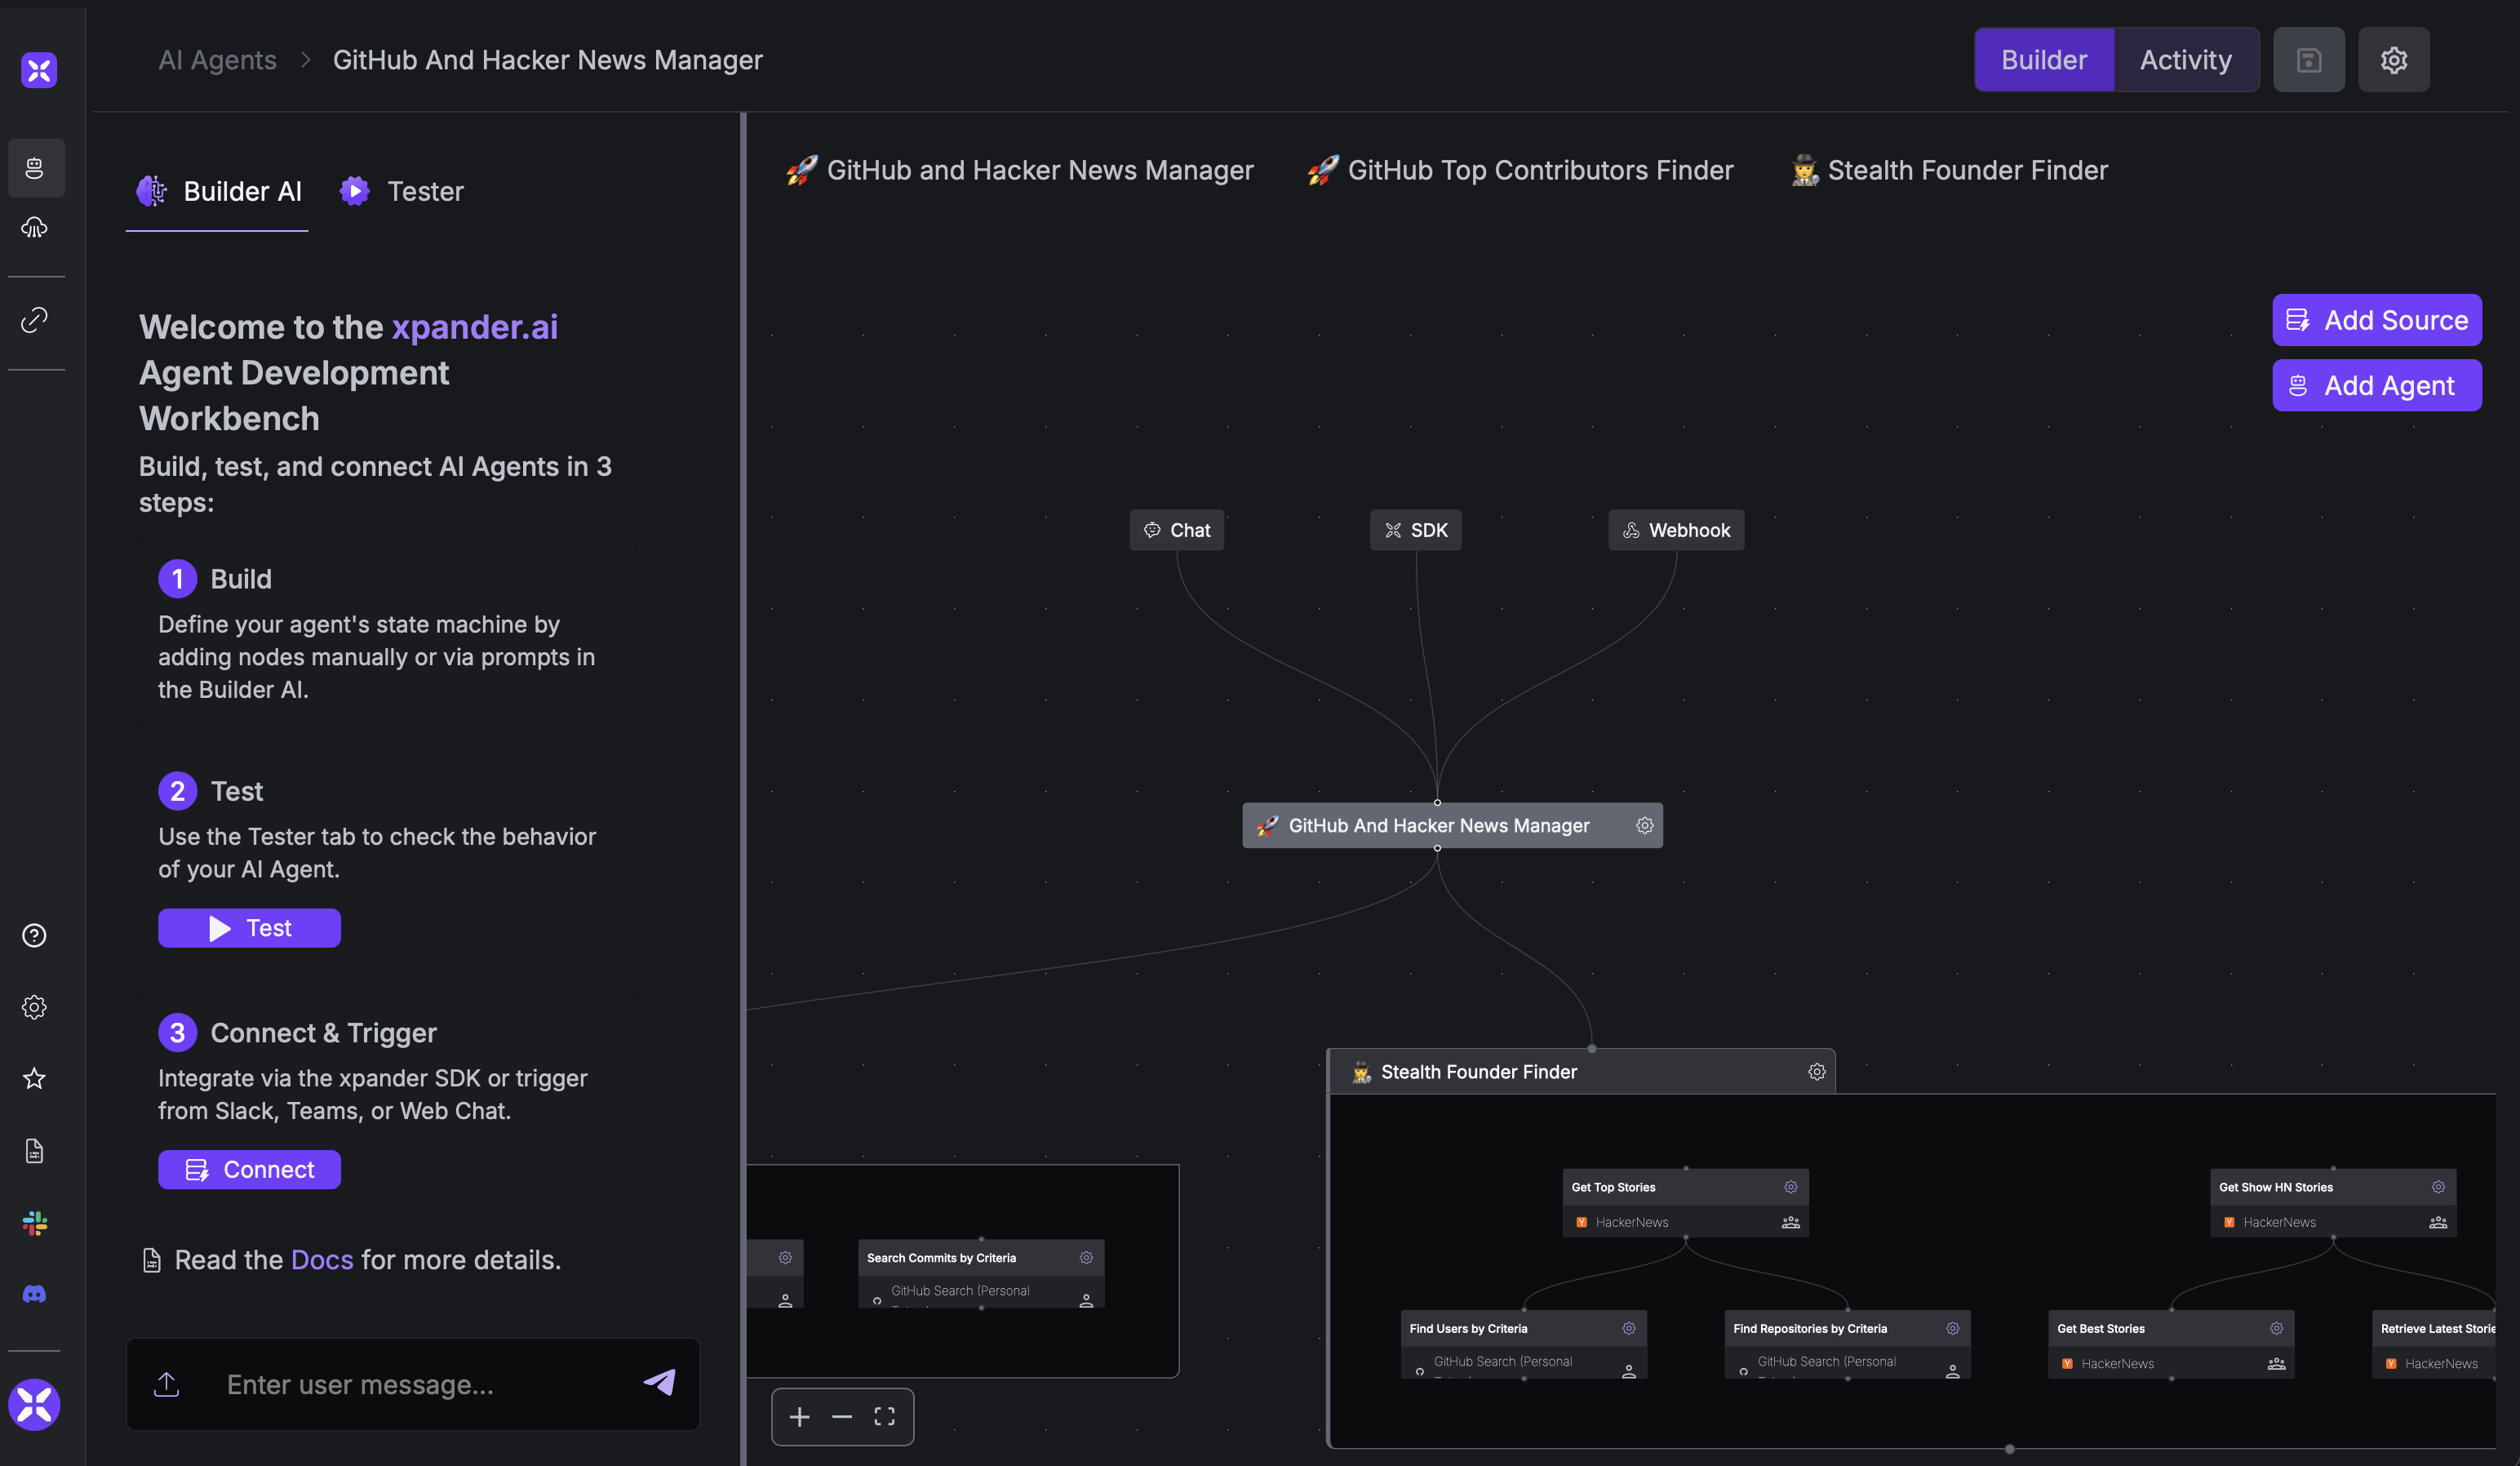 AI Agents > GitHub And Hacker News Manager
Builder
Activity
Builder AI
Tester
🚀 GitHub and Hacker News Manager
🚀 GitHub Top Contributors Finder
🕵️ Stealth Founder Finder
Welcome to the xpander.ai
Agent Development
Workbench
Build, test, and connect AI Agents in 3
steps:
1 Build
Define your agent's state machine by
adding nodes manually or via prompts in
the Builder AI.
2 Test
Use the Tester tab to check the behavior
of your AI Agent.
Test
3 Connect & Trigger
Integrate via the xpander SDK or trigger
from Slack, Teams, or Web Chat.
Connect
Read the Docs for more details.
Enter user message...
Add Source
Add Agent
Chat
SDK
Webhook
🚀 GitHub And Hacker News Manager
Search Commits by Criteria
GitHub Search (Personal
🕵️ Stealth Founder Finder
Get Top Stories
HackerNews
Get Show HN Stories
HackerNews
Find Users by Criteria
GitHub Search (Personal
Find Repositories by Criteria
GitHub Search (Personal
Get Best Stories
HackerNews
Retrieve Latest Storie
HackerNews